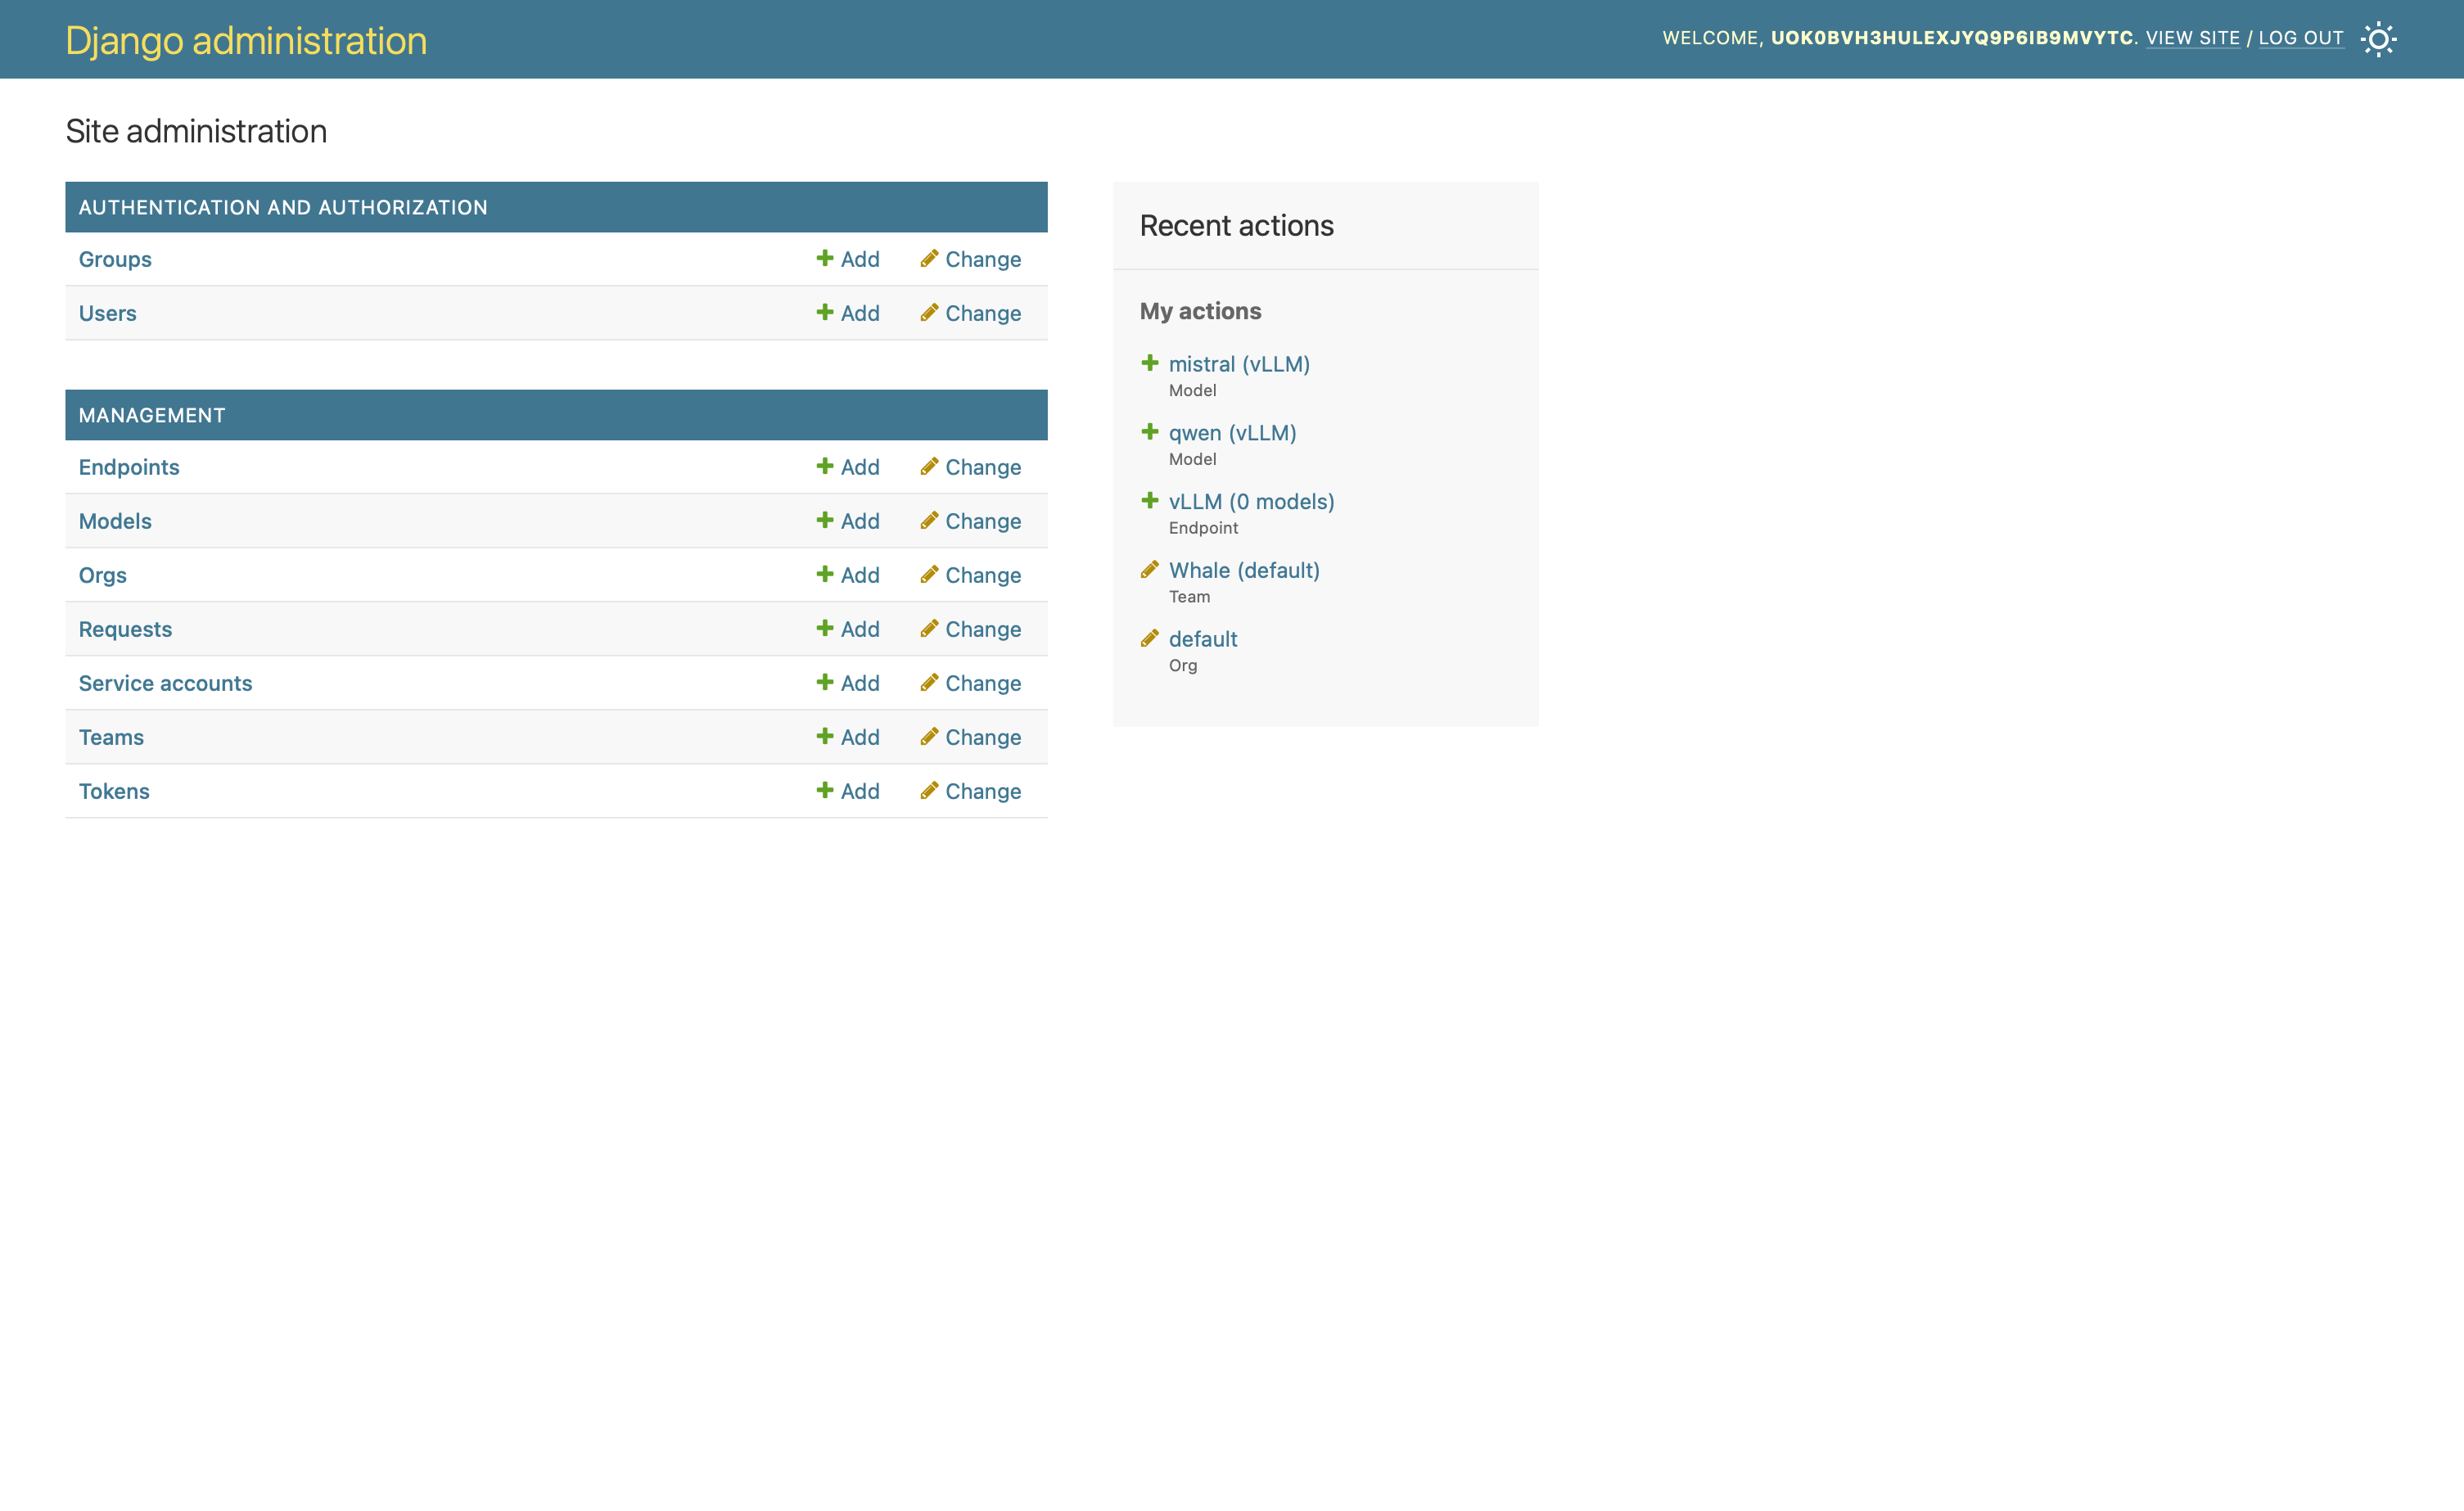 Django administration
WELCOME, UOK0BVH3HULEXJYQ9P6IB9MVYTC. VIEW SITE / LOG OUT
Site administration
AUTHENTICATION AND AUTHORIZATION
Groups Add Change
Users Add Change
MANAGEMENT
Endpoints Add Change
Models Add Change
Orgs Add Change
Requests Add Change
Service accounts Add Change
Teams Add Change
Tokens Add Change
Recent actions
My actions
mistral (vLLM)
Model
qwen (vLLM)
Model
vLLM (0 models)
Endpoint
Whale (default)
Team
default
Org